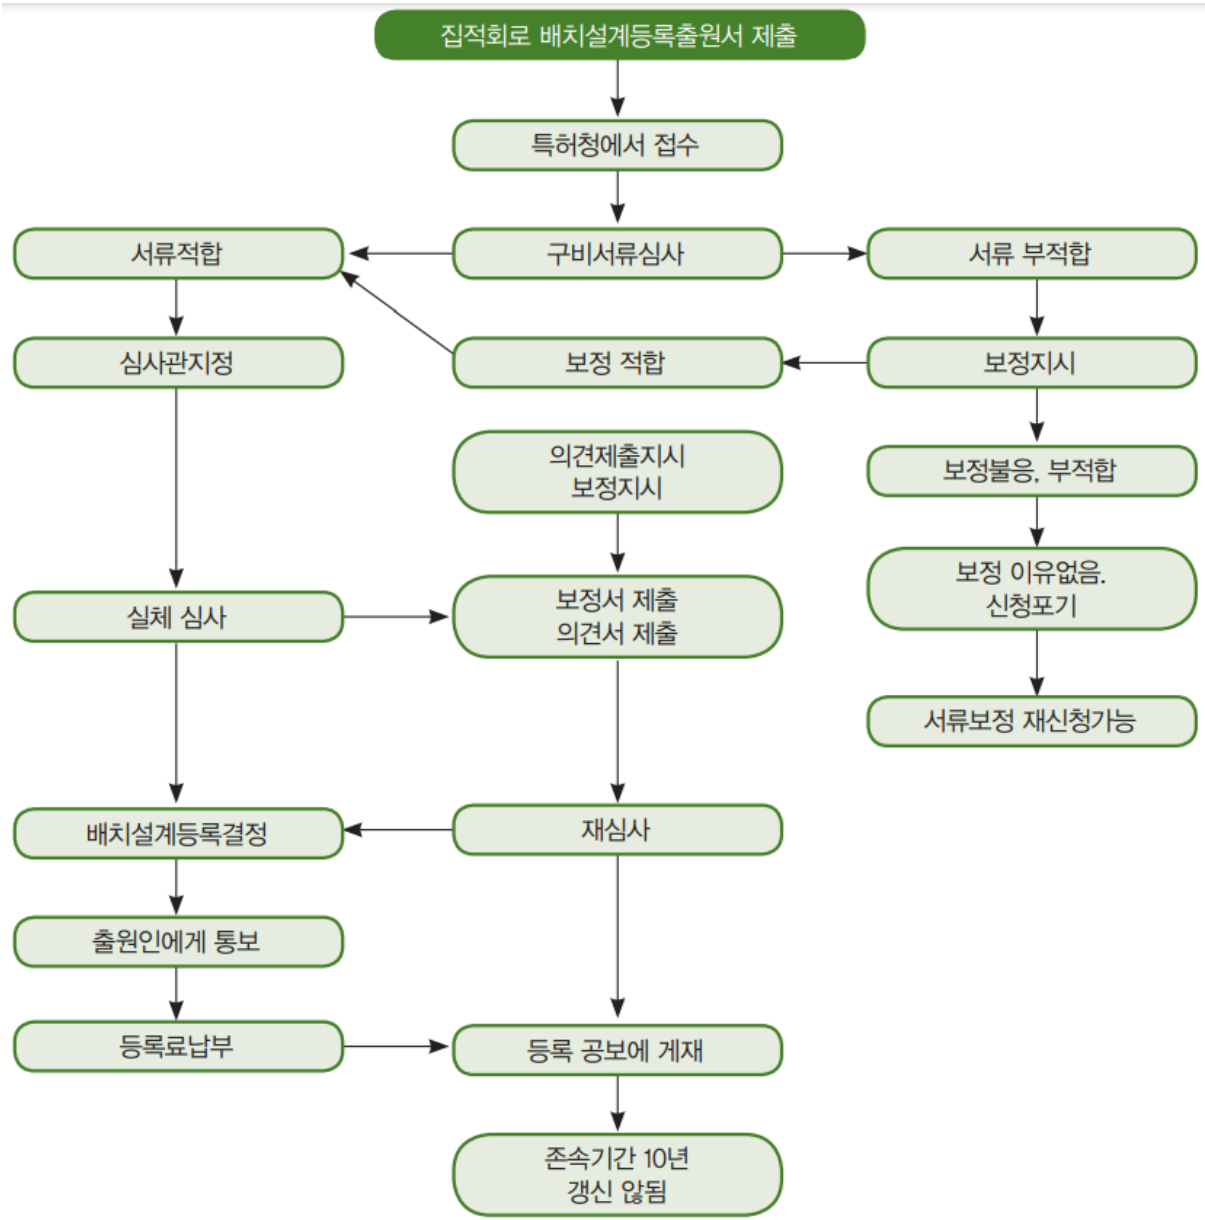 집적회로 배치설계등록출원서 제출
특허청에서 접수
서류적합
구비서류심사
서류 부적합
심사관지정
보정 적합
보정지시
의견제출지시
보정지시
보정불응, 부적합
실체 심사
보정서 제출
의견서 제출
보정 이유없음.
신청포기
서류보정 재신청가능
배치설계등록결정
재심사
출원인에게 통보
등록료납부
등록 공보에 게재
존속기간 10년
갱신 않됨